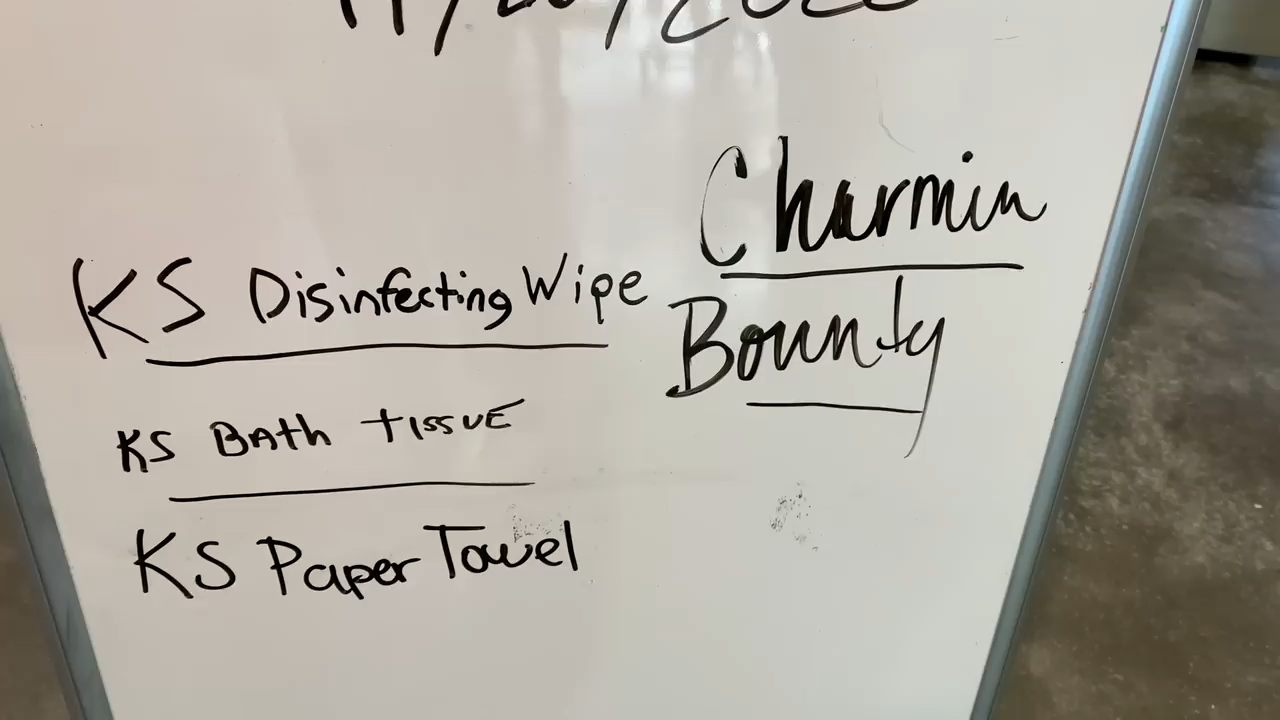 KS Disinfecting Wipe
KS Bath Tissue
KS Paper Towel
Charmin
Bounty